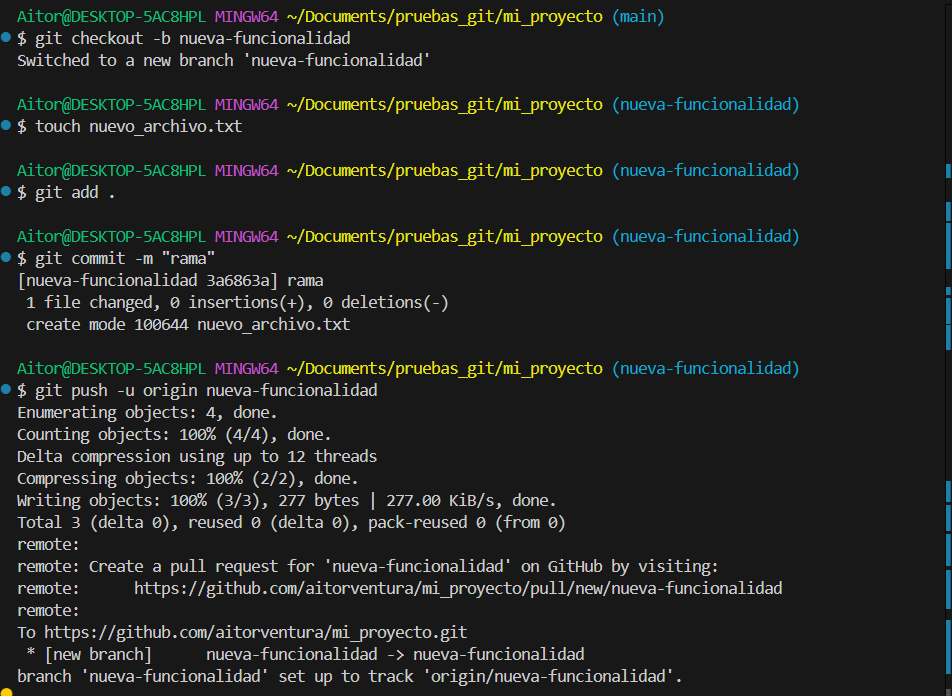 Aitor@DESKTOP-5AC8HPL MINGW64 ~/Documents/pruebas_git/mi_proyecto (main)
$ git checkout -b nueva-funcionalidad
Switched to a new branch 'nueva-funcionalidad'
Aitor@DESKTOP-5AC8HPL MINGW64 ~/Documents/pruebas_git/mi_proyecto (nueva-funcionalidad)
$ touch nuevo_archivo.txt
Aitor@DESKTOP-5AC8HPL MINGW64 ~/Documents/pruebas_git/mi_proyecto (nueva-funcionalidad)
$ git add .
Aitor@DESKTOP-5AC8HPL MINGW64 ~/Documents/pruebas_git/mi_proyecto (nueva-funcionalidad)
$ git commit -m "rama"
[nueva-funcionalidad 3a6863a] rama
 1 file changed, 0 insertions(+), 0 deletions(-)
 create mode 100644 nuevo_archivo.txt
Aitor@DESKTOP-5AC8HPL MINGW64 ~/Documents/pruebas_git/mi_proyecto (nueva-funcionalidad)
$ git push -u origin nueva-funcionalidad
Enumerating objects: 4, done.
Counting objects: 100% (4/4), done.
Delta compression using up to 12 threads
Compressing objects: 100% (2/2), done.
Writing objects: 100% (3/3), 277 bytes | 277.00 KiB/s, done.
Total 3 (delta 0), reused 0 (delta 0), pack-reused 0 (from 0)
remote:
remote: Create a pull request for 'nueva-funcionalidad' on GitHub by visiting:
remote:      https://github.com/aitorventura/mi_proyecto/pull/new/nueva-funcionalidad
remote:
To https://github.com/aitorventura/mi_proyecto.git
 * [new branch]      nueva-funcionalidad -> nueva-funcionalidad
branch 'nueva-funcionalidad' set up to track 'origin/nueva-funcionalidad'.